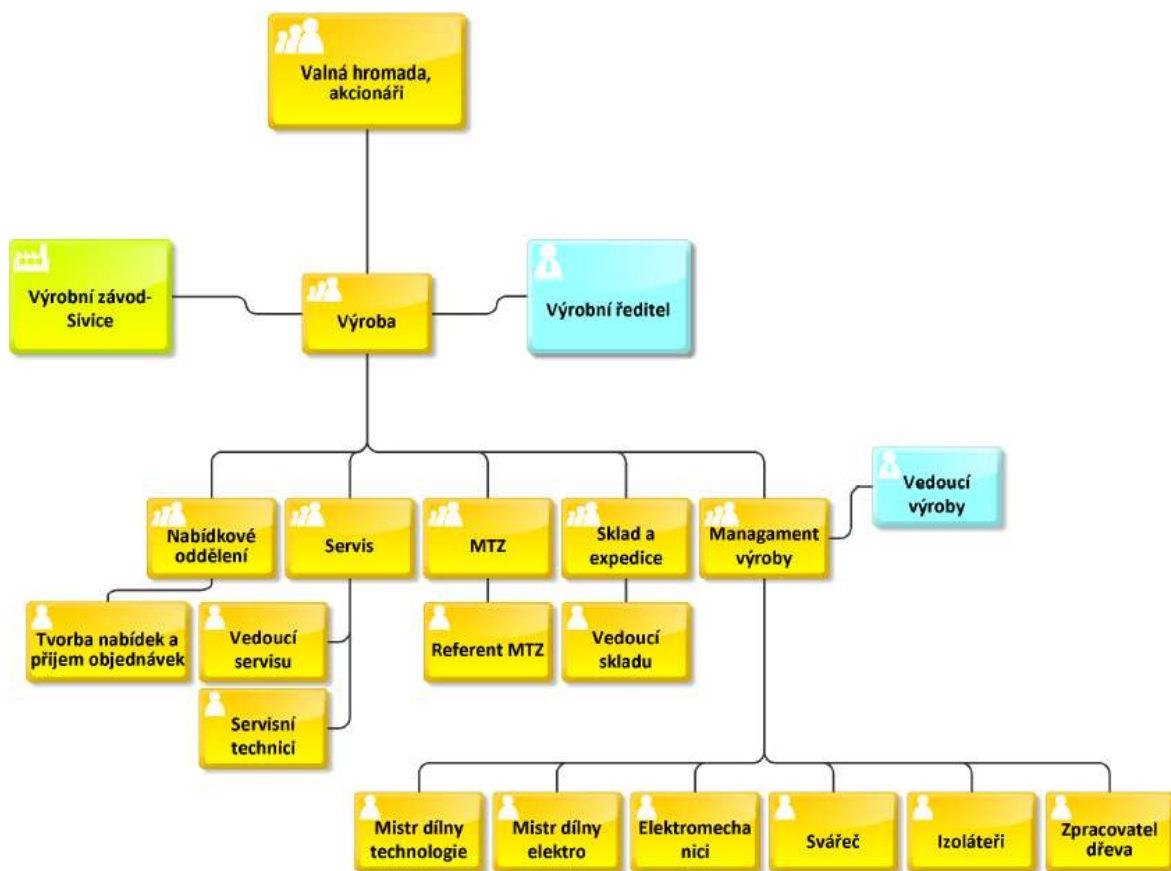 Valná hromada,
akcionáři
Výrobní závod-
Sivice
Výroba
Výrobní ředitel
Vedoucí
výroby
Nabídkové
oddělení
Servis
MTZ
Sklad a
expedice
Managament
výroby
Tvorba nabídek a
přijem objednávek
Vedoucí
servisu
Referent MTZ
Vedoucí
skladu
Servisní
technici
Mistr dílny
technologie
Mistr dílny
elektro
Elektromecha
nici
Svářeč
Izoláteři
Zpracovatel
dřeva